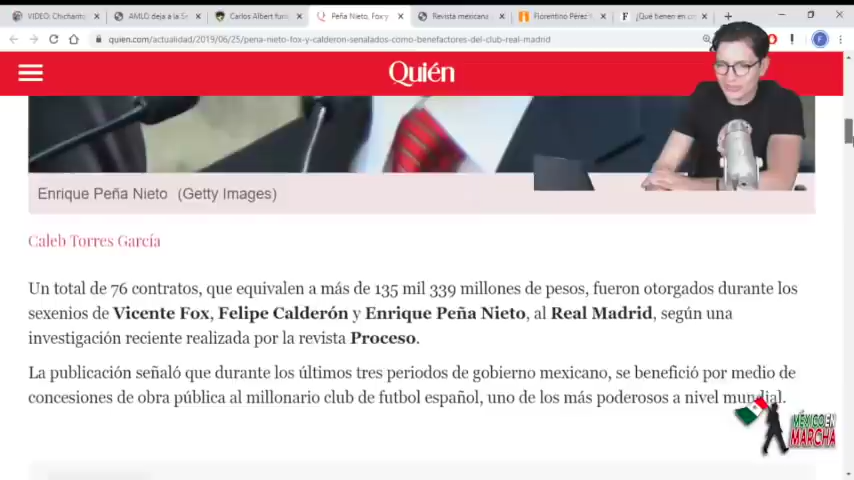 VIDEO: Chicharit
AMLO deja a la Se
Carlos Albert fun
Peña Nieto, Fox y
Revista mexicana
Florentino Pérez
¿Qué tienen en co
quien.com/actualidad/2019/06/25/pena-nieto-fox-y-calderon-senalados-como-benefactores-del-club-real-madrid
Quién
Enrique Peña Nieto (Getty Images)
Caleb Torres García
Un total de 76 contratos, que equivalen a más de 135 mil 339 millones de pesos, fueron otorgados durante los
sexenios de Vicente Fox, Felipe Calderón y Enrique Peña Nieto, al Real Madrid, según una
investigación reciente realizada por la revista Proceso.
La publicación señaló que durante los últimos tres periodos de gobierno mexicano, se benefició por medio de
concesiones de obra pública al millonario club de futbol español, uno de los más poderosos a nivel mundial.
MÉXICO EN
MARCHA